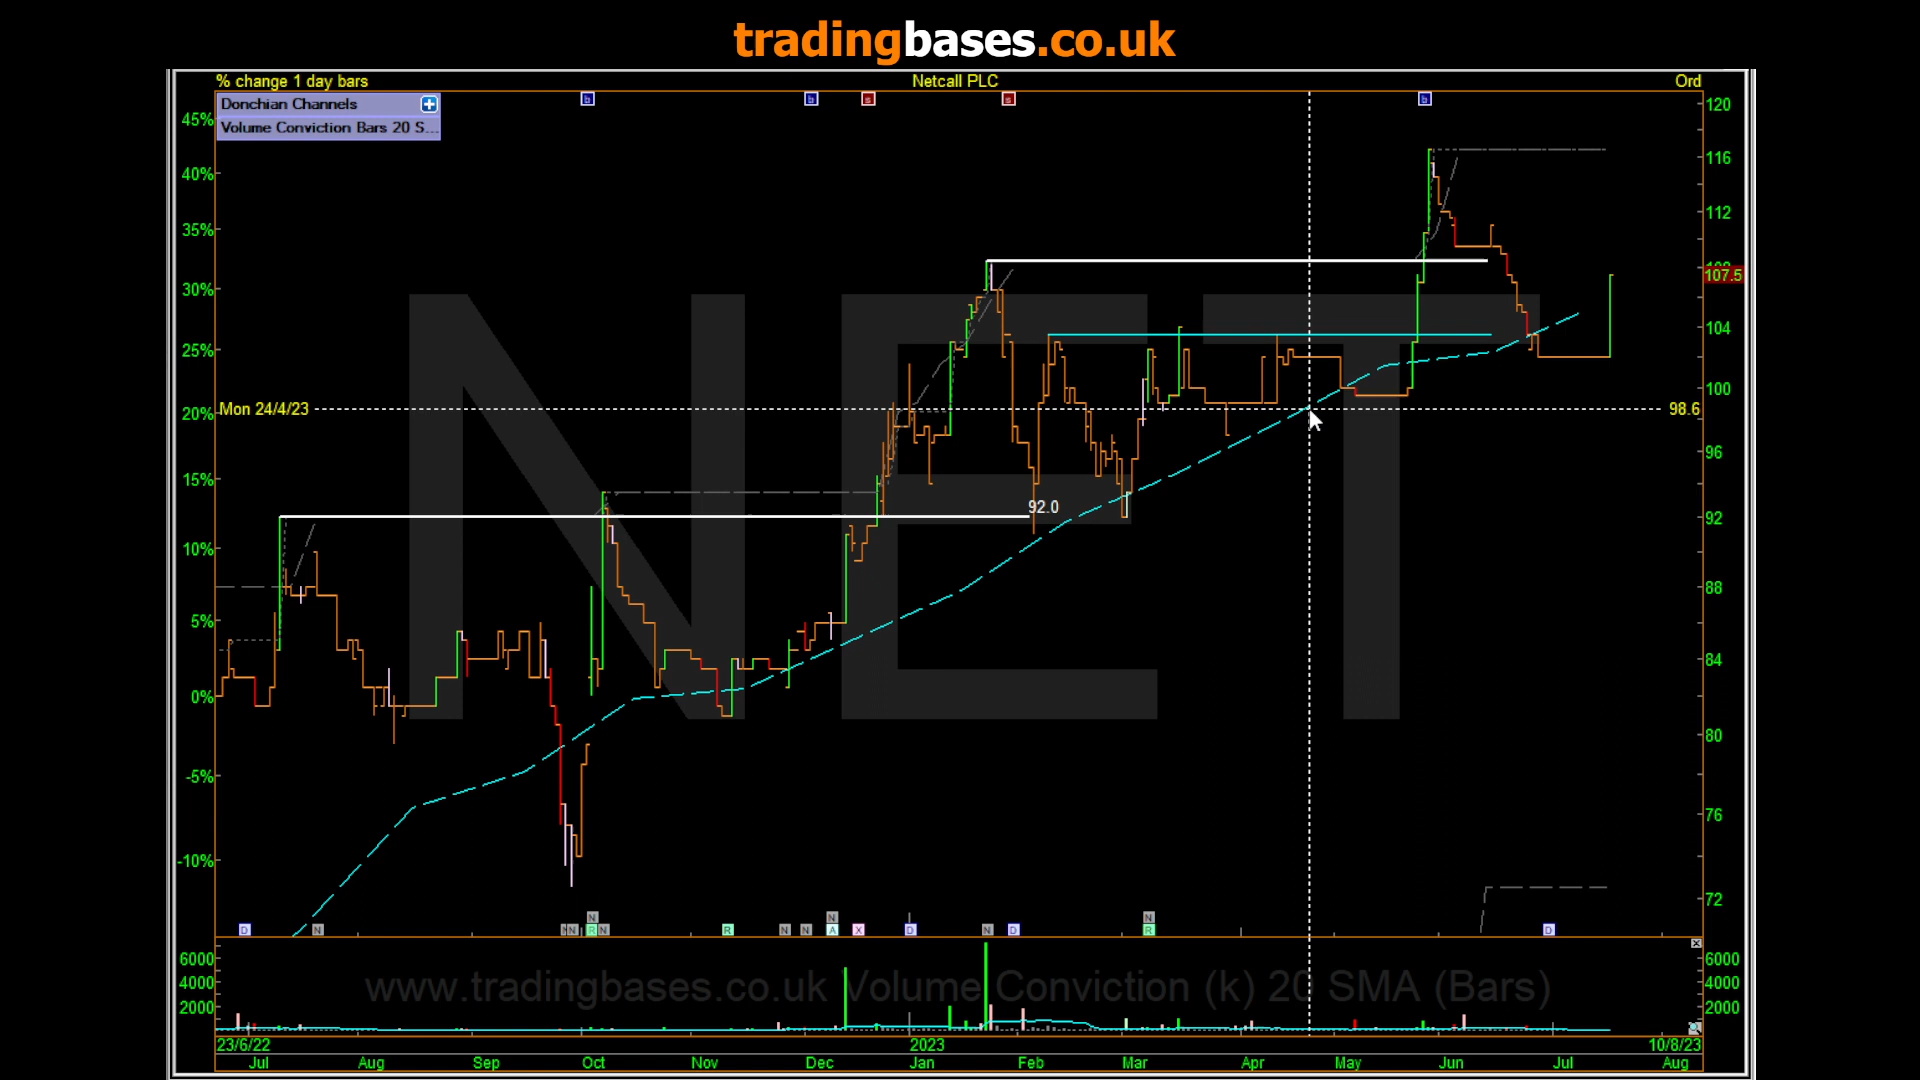 tradingbases.co.uk
% change 1 day bars Netcall PLC Ord
Donchian Channels
Volume Conviction Bars 20 S...
b b s s b
45% 120
40% 116
35% 112
30% 107.5
25% 104
20% 100
Mon 24/4/23 98.6
15% 96
92.0
10% 92
88
5% 84
0% 80
-5% 76
-10% 72
NET
N N N N
D N N N R N R N N A X D N D R D
6000 6000
4000 www.tradingbases.co.uk Volume Conviction (k) 20 SMA (Bars) 4000
2000 2000
23/6/22 2023 10/8/23
Jul Aug Sep Oct Nov Dec Jan Feb Mar Apr May Jun Jul Aug